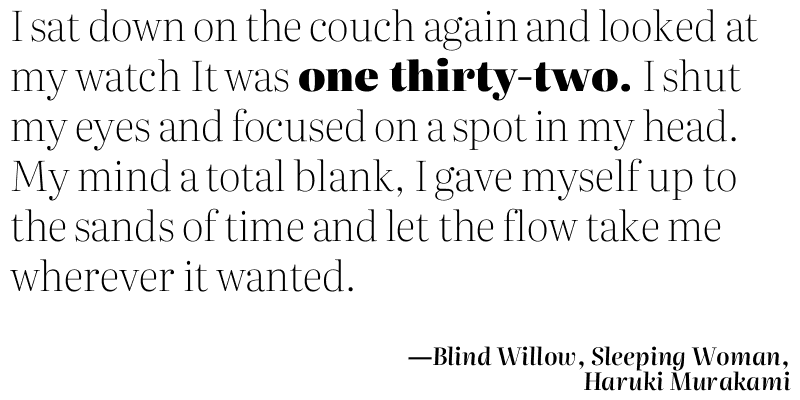 I sat down on the couch again and looked at
my watch It was one thirty-two. I shut
my eyes and focused on a spot in my head.
My mind a total blank, I gave myself up to
the sands of time and let the flow take me
wherever it wanted.
—Blind Willow, Sleeping Woman,
Haruki Murakami